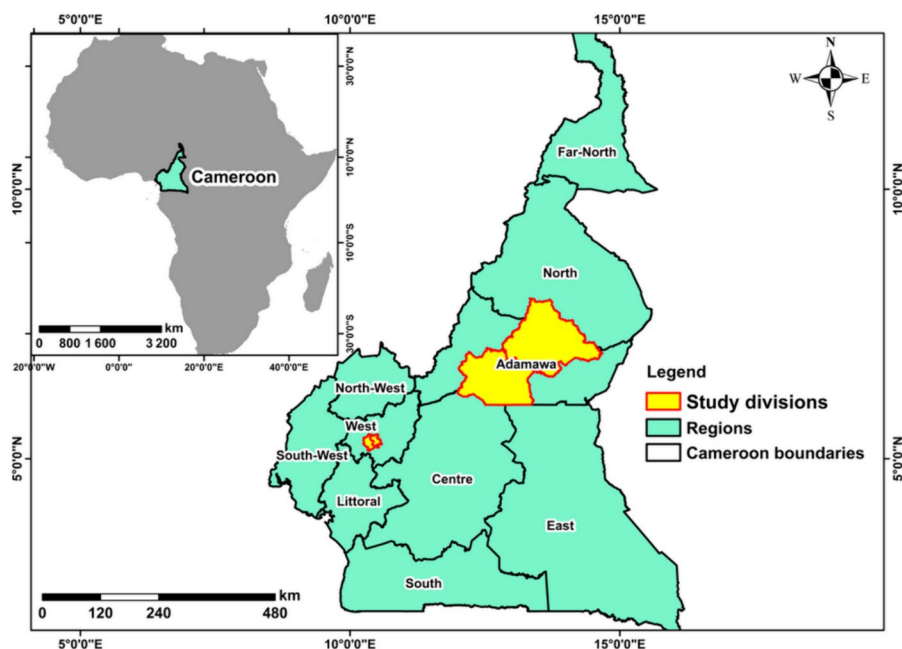 5°0'0"E
10°0'0"E
15°0'0"E
30°0'0"N
10°0'0"N
10°0'0"S
30°0'0"S
Cameroon
km
0 800 1 600 3 200
20°0'0"W
0°0'0"
20°0'0"E
40°0'0"E
N
W
E
S
10°0'0"N
10°0'0"N
Far-North
North
Adamawa
North-West
West
South-West
Littoral
Centre
East
South
Legend
Study divisions
Regions
Cameroon boundaries
5°0'0"N
5°0'0"N
km
0 120 240 480
5°0'0"E
10°0'0"E
15°0'0"E